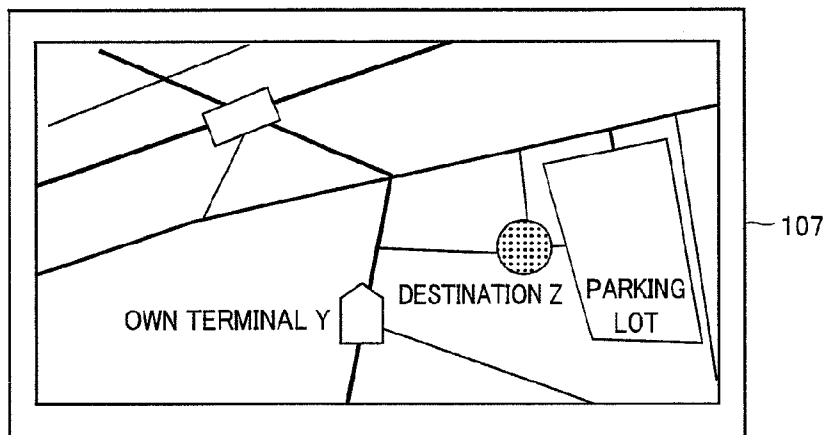 107
OWN TERMINAL Y
DESTINATION Z
PARKING
LOT